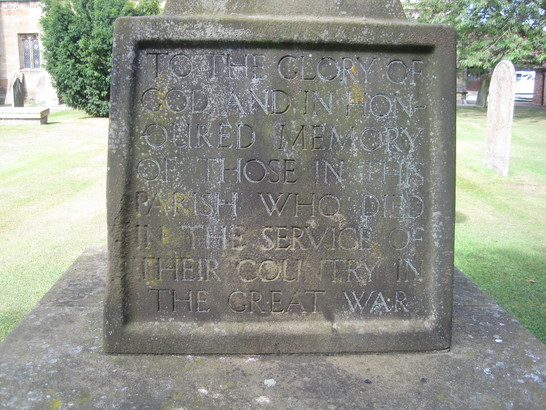 TO THE GLORY OF
GOD AND IN HON-
OURED MEMORY
OF THOSE IN THIS
PARISH WHO DIED
IN THE SERVICE OF
THEIR COUNTRY IN
THE GREAT WAR